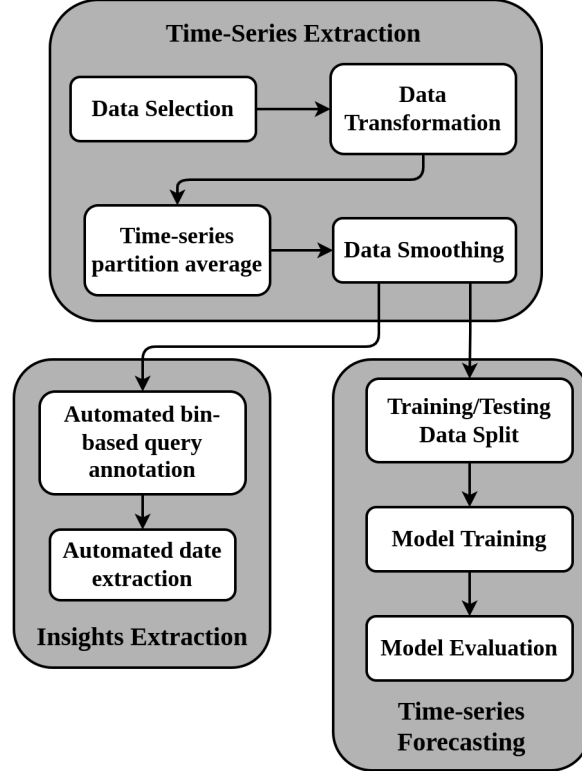 Time-Series Extraction
Data Selection
Data
Transformation
Time-series
partition average
Data Smoothing
Automated bin-
based query
annotation
Automated date
extraction
Insights Extraction
Training/Testing
Data Split
Model Training
Model Evaluation
Time-series
Forecasting